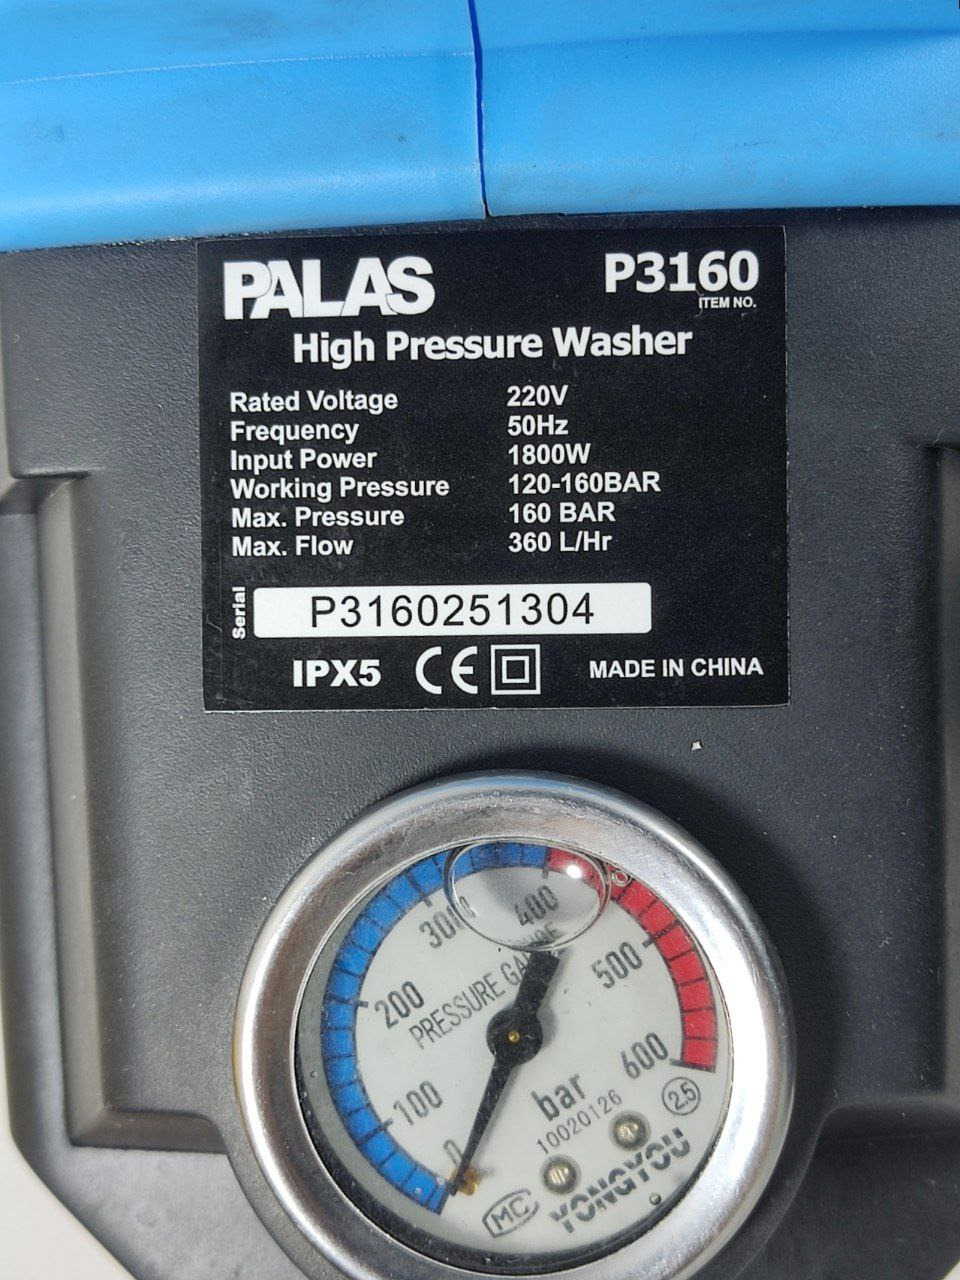 PALAS
P3160
ITEM NO.
High Pressure Washer
Rated Voltage 220V
Frequency 50Hz
Input Power 1800W
Working Pressure 120-160BAR
Max. Pressure 160 BAR
Max. Flow 360 L/Hr
Serial P3160251304
IPX5 CE MADE IN CHINA
0
100
200
300
400
500
600
PRESSURE GAUGE
bar
10020126
2.5
MC
YONGYOU